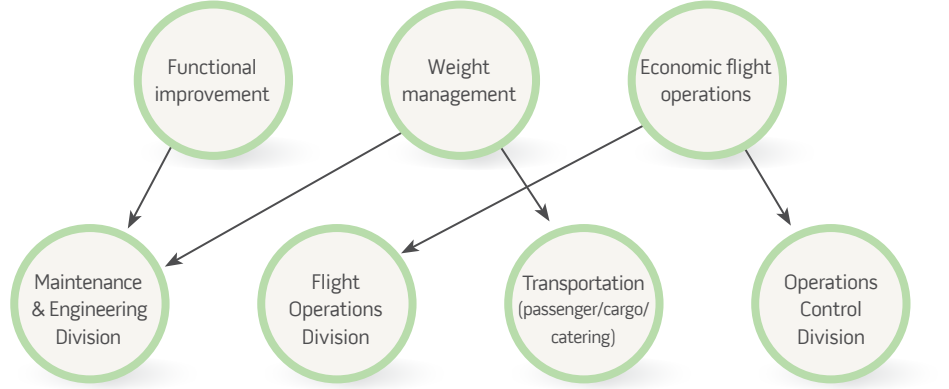 Functional
improvement
Weight
management
Economic flight
operations
Maintenance
& Engineering
Division
Flight
Operations
Division
Transportation
(passenger/cargo/
catering)
Operations
Control
Division